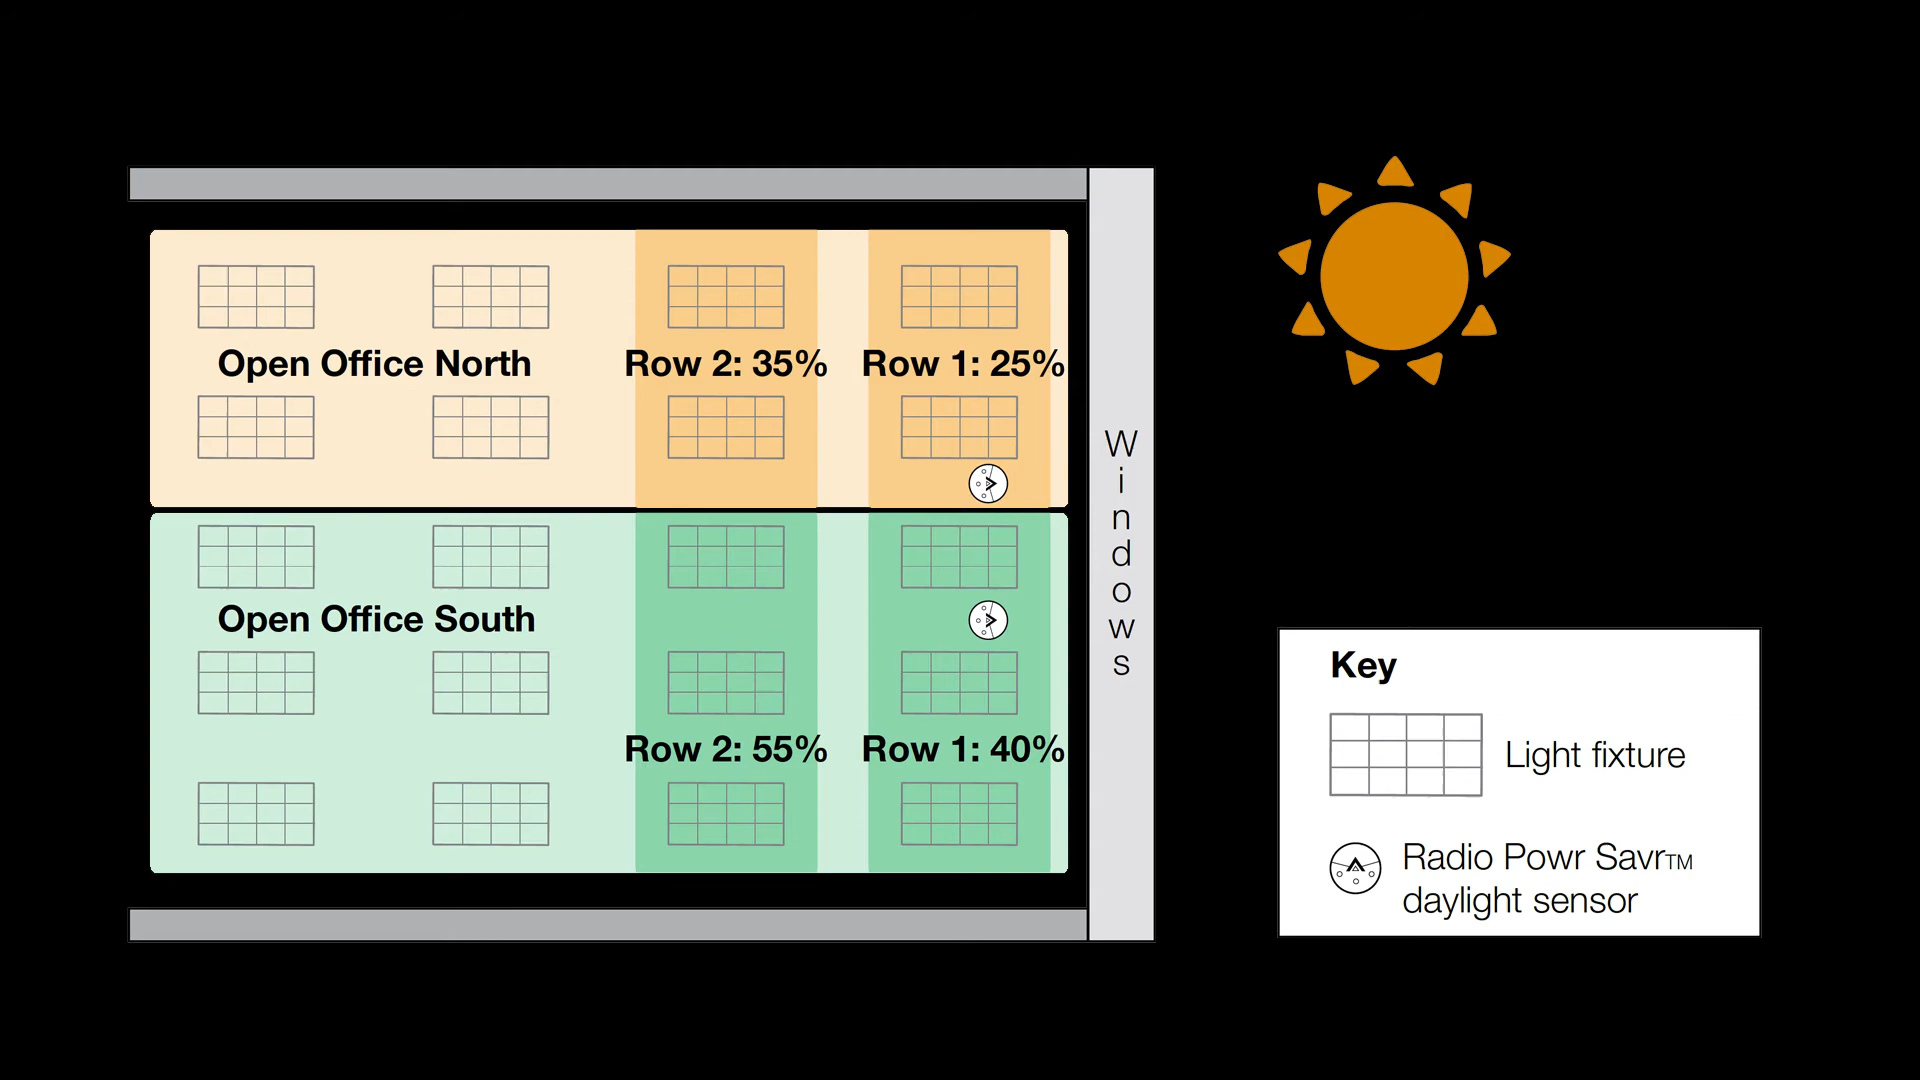 Open Office North
Row 2: 35%
Row 1: 25%
Windows
Open Office South
Row 2: 55%
Row 1: 40%
Key
Light fixture
Radio Powr Savr™
daylight sensor